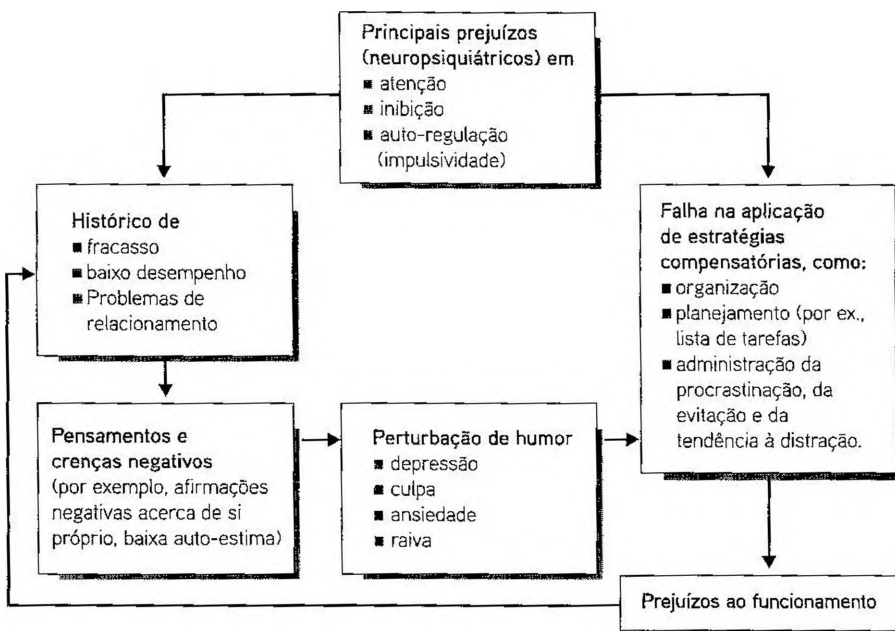 Principais prejuízos
(neuropsiquiátricos) em
■ atenção
■ inibição
■ auto-regulação
(impulsividade)
Histórico de
■ fracasso
■ baixo desempenho
■ Problemas de
relacionamento
Falha na aplicação
de estratégias
compensatórias, como:
■ organização
■ planejamento (por ex.,
lista de tarefas)
■ administração da
procrastinação, da
evitação e da
tendência à distração.
Pensamentos e
crenças negativos
(por exemplo, afirmações
negativas acerca de si
próprio, baixa auto-estima)
Perturbação de humor
■ depressão
■ culpa
■ ansiedade
■ raiva
Prejuízos ao funcionamento